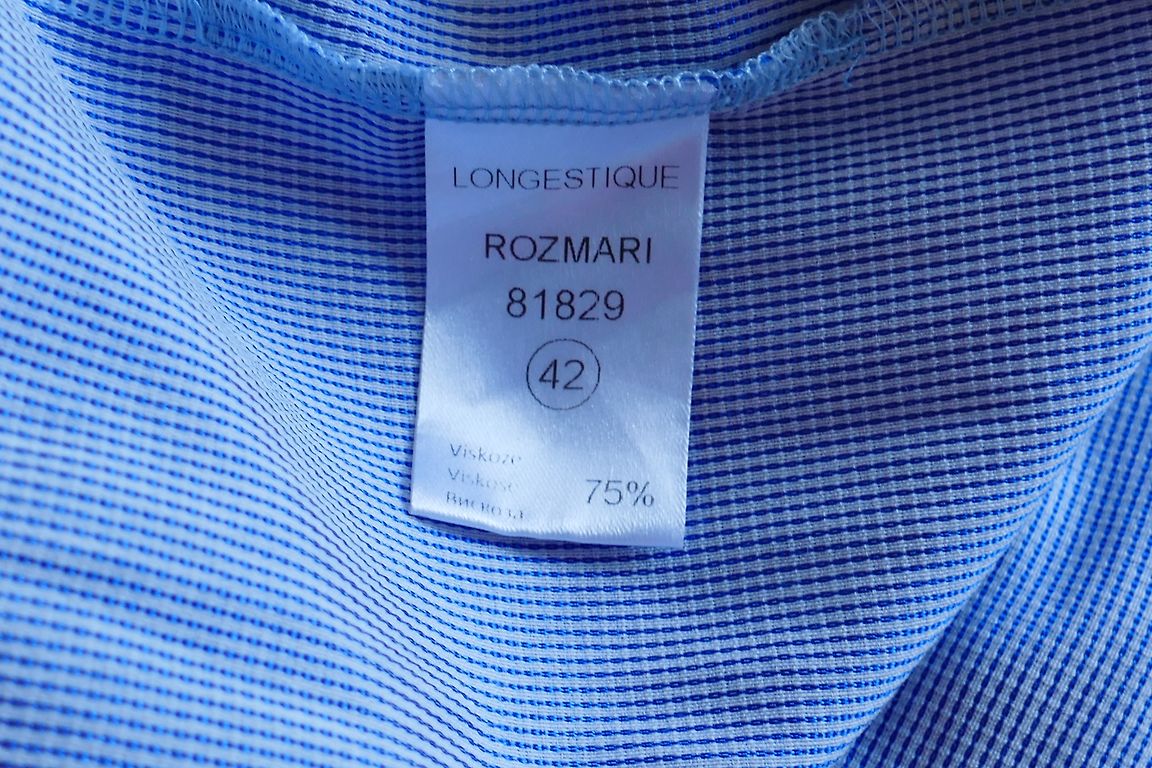 LONGESTIQUE
ROZMARI
81829
42
Viskoze
Viskose
Вискоза
75%